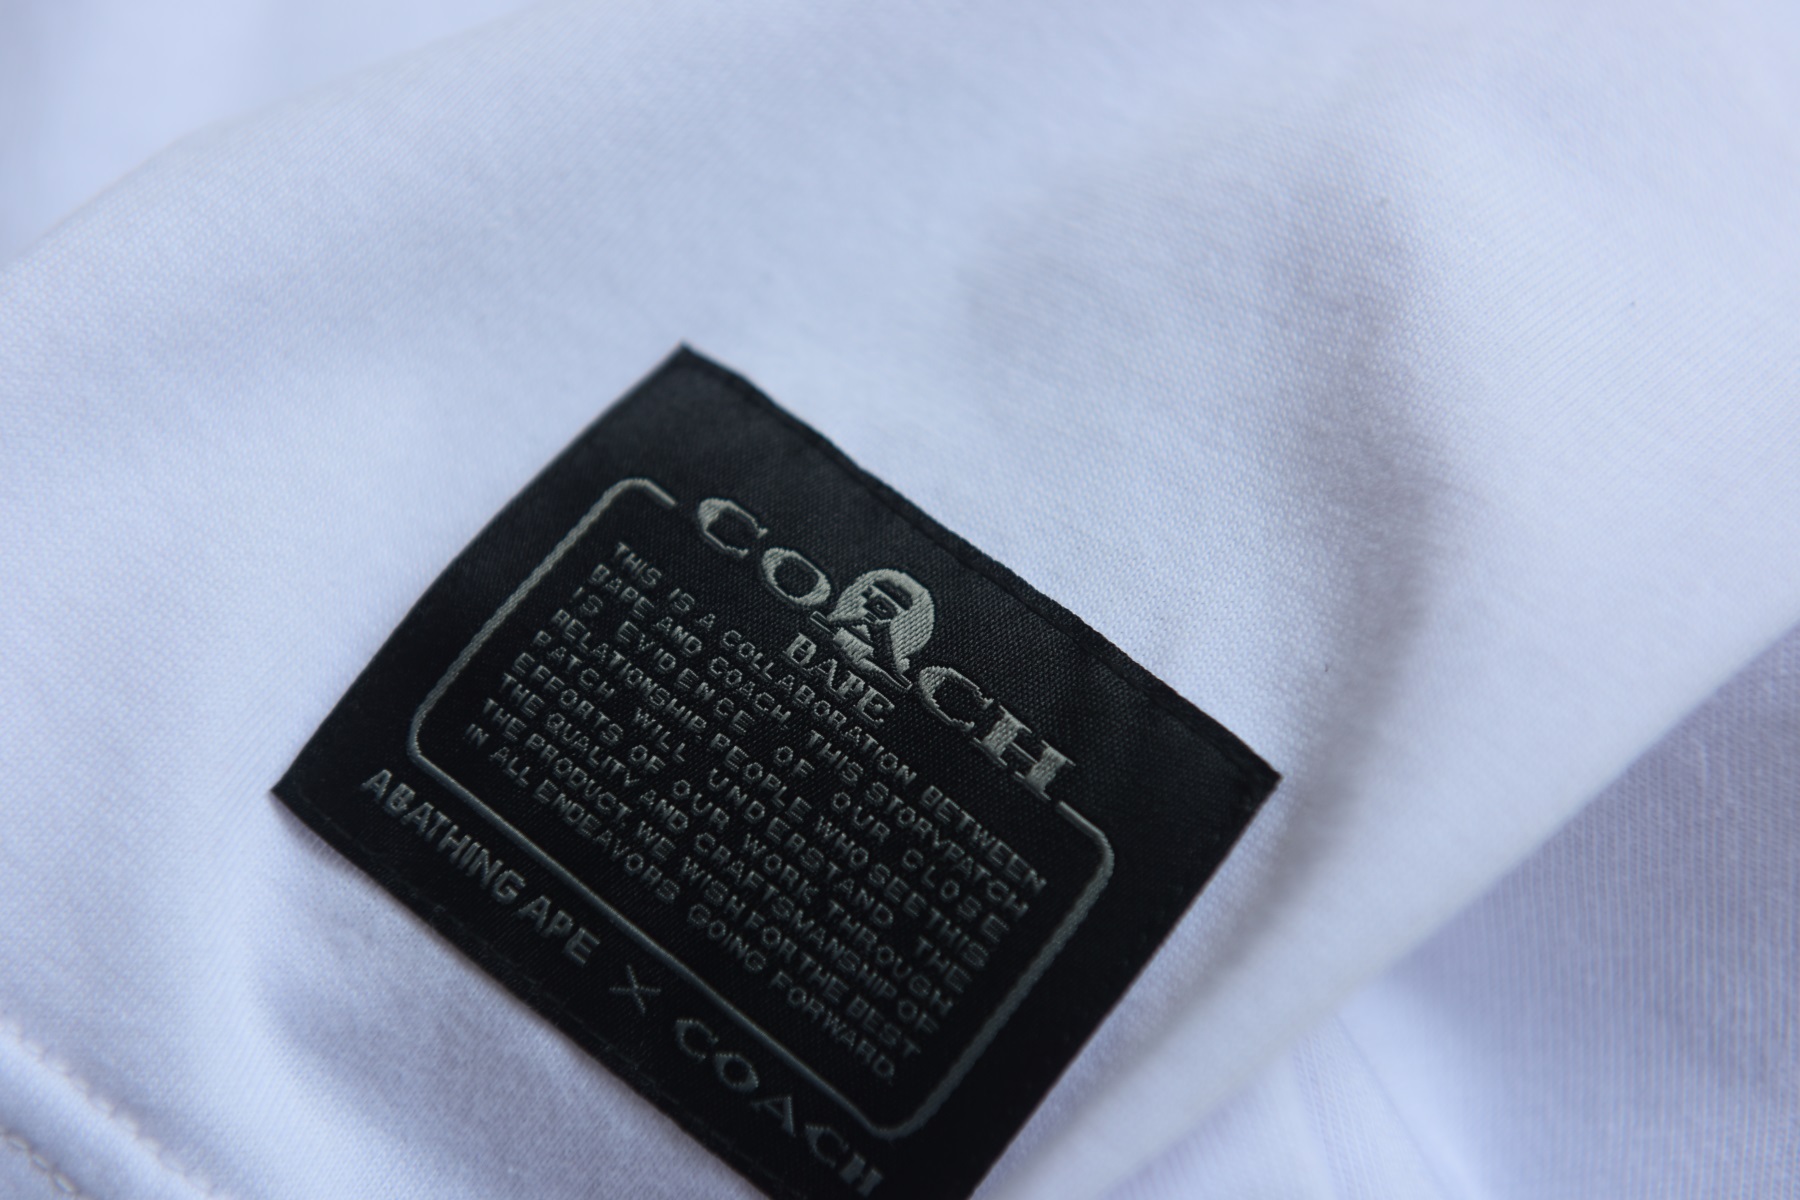 COACH
BAPE
THIS IS A COLLABORATION BETWEEN
BAPE AND COACH. THIS STORYPATCH
IS EVIDENCE OF OUR CLOSE
RELATIONSHIP. PEOPLE WHO SEE THIS
PATCH WILL UNDERSTAND THE
EFFORTS OF OUR WORK THROUGH
THE QUALITY AND CRAFTSMANSHIP OF
THE PRODUCT. WE WISH FOR THE BEST
IN ALL ENDEAVORS GOING FORWARD.
A BATHING APE X COACH